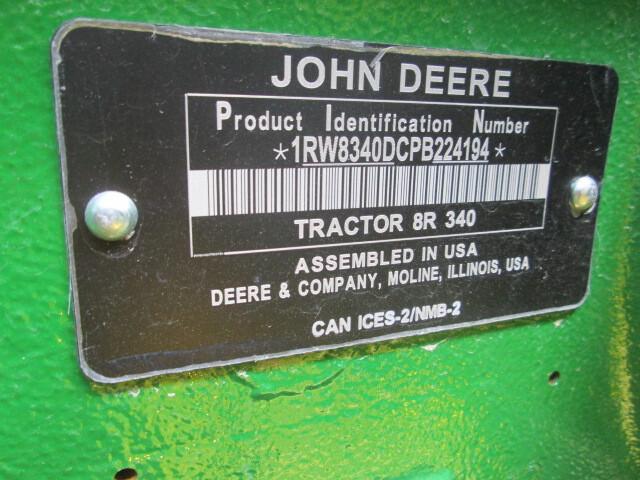 JOHN DEERE
Product Identification Number
*1RW8340DCPB224194*
TRACTOR 8R 340
ASSEMBLED IN USA
DEERE & COMPANY, MOLINE, ILLINOIS, USA
CAN ICES-2/NMB-2